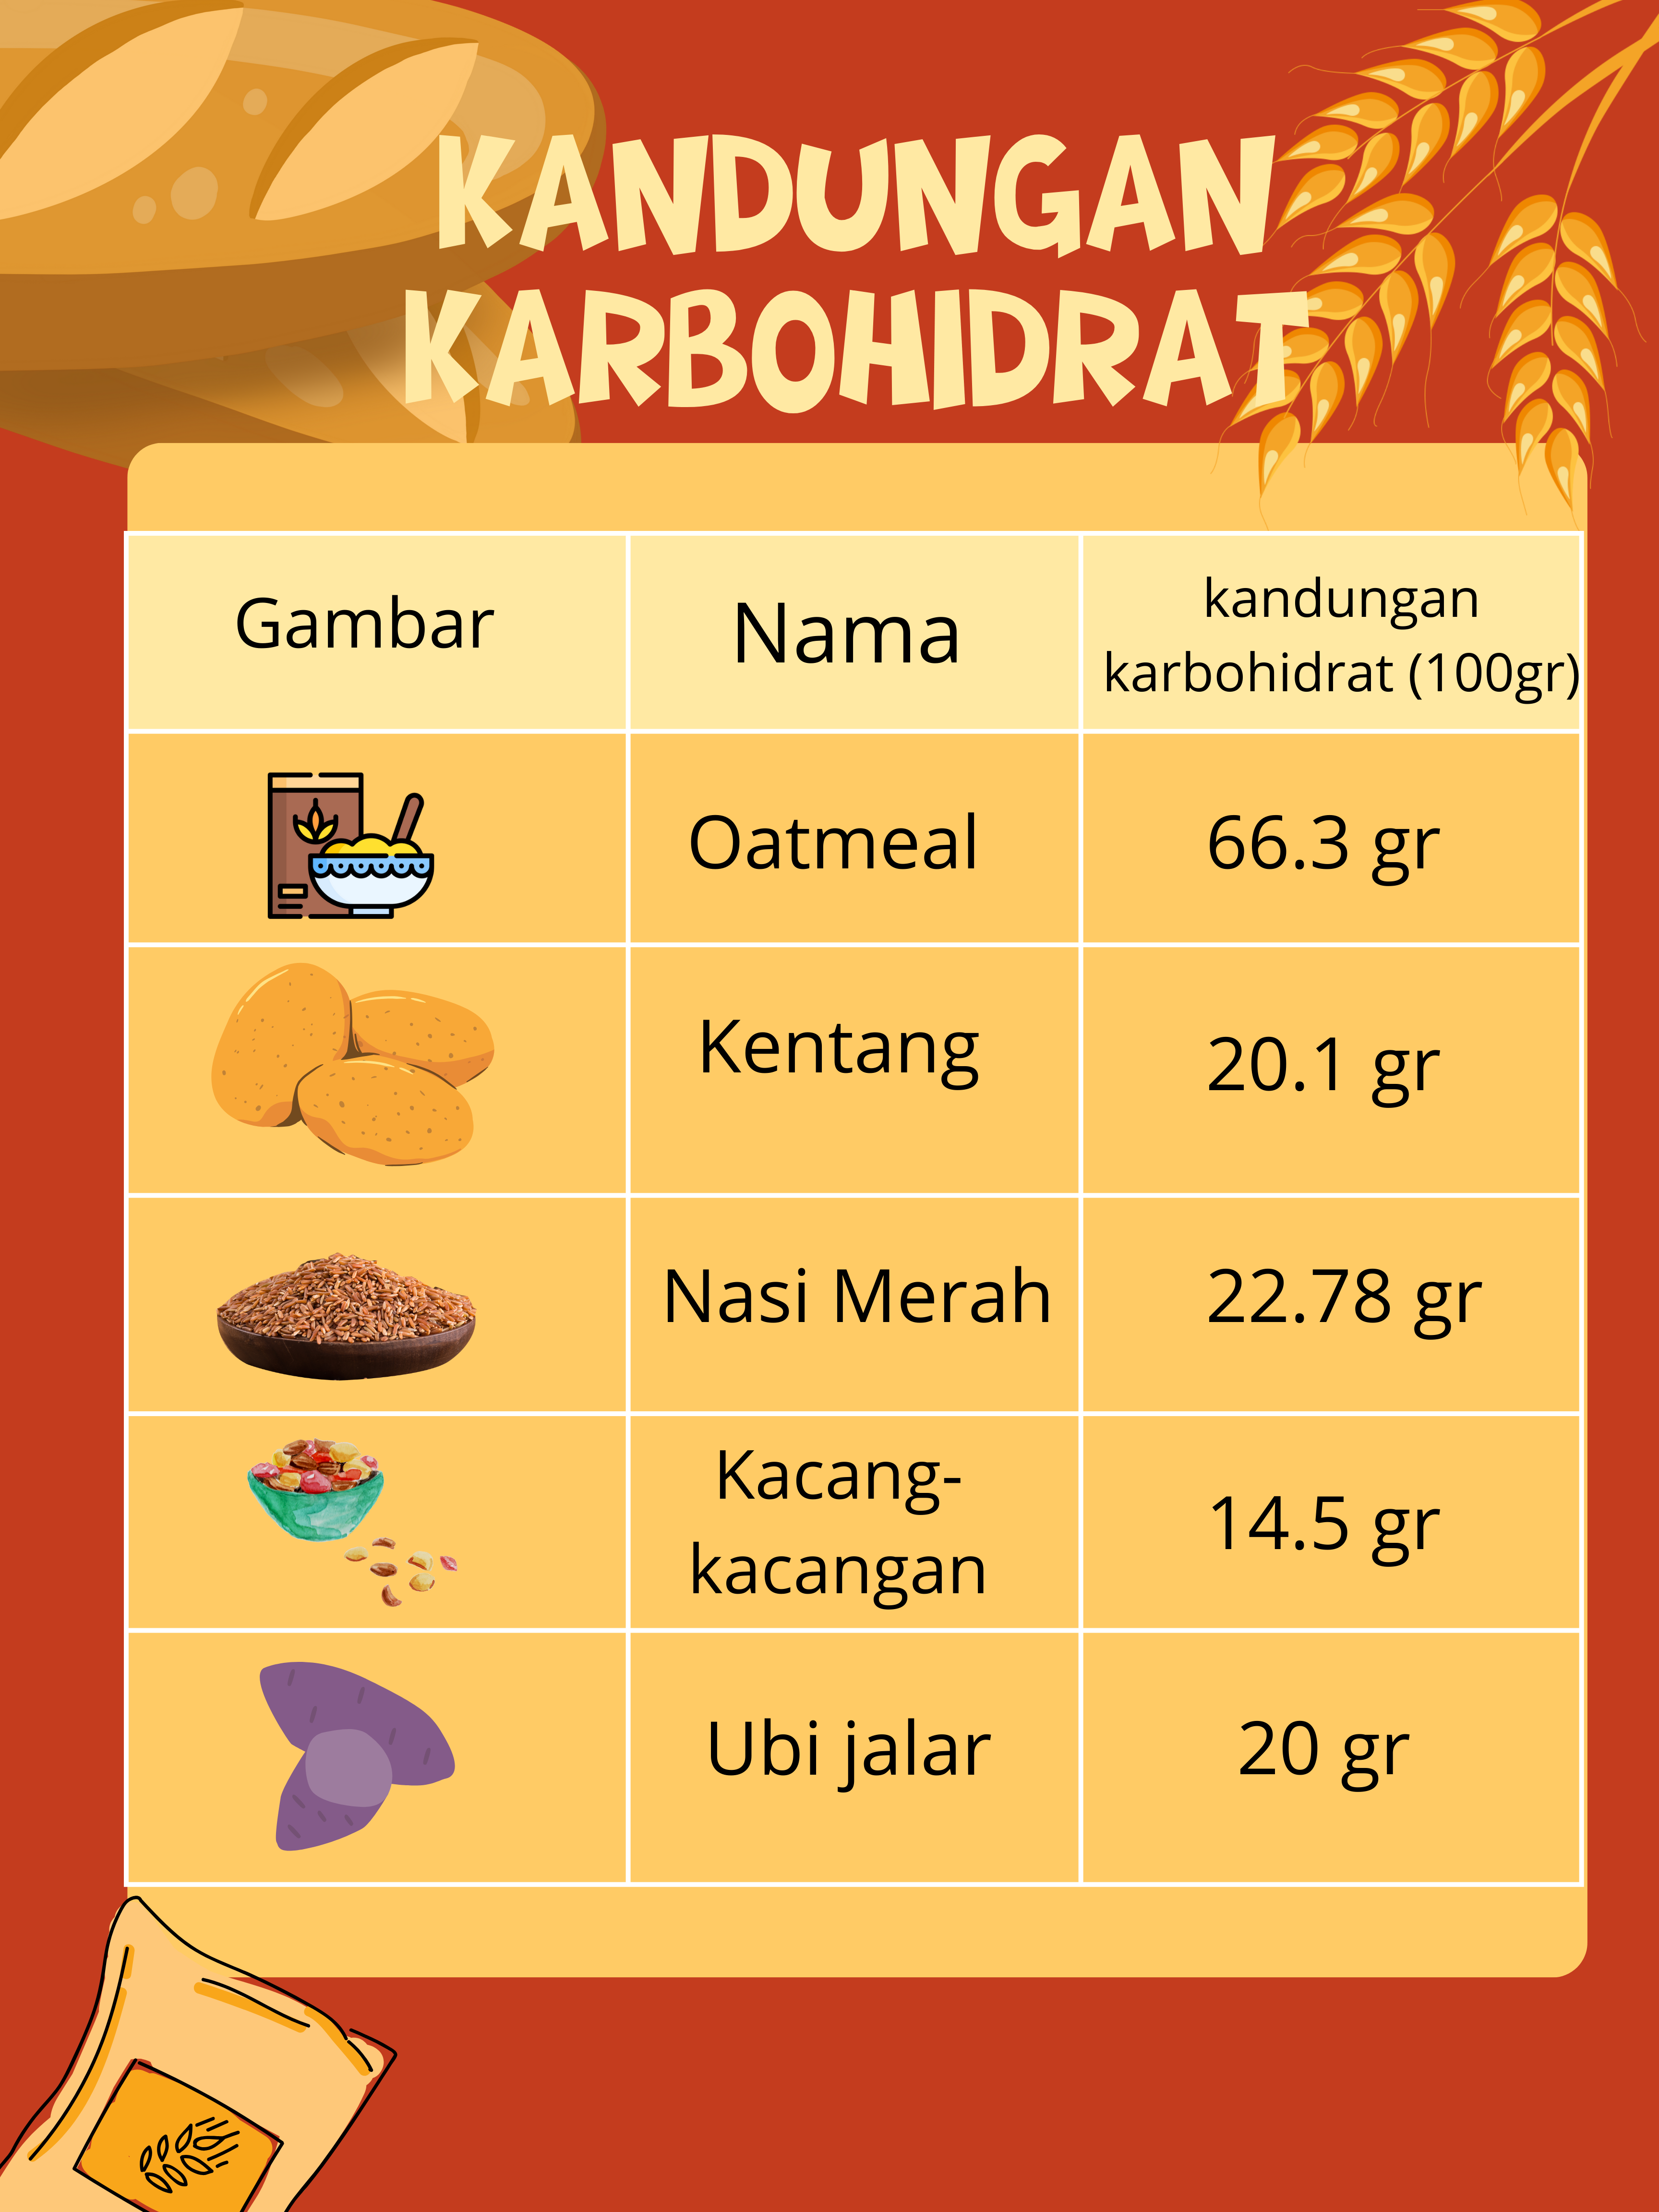 KANDUNGAN
KARBOHIDRAT
Gambar
Nama
kandungan
karbohidrat (100gr)
Oatmeal
66.3 gr
Kentang
20.1 gr
Nasi Merah
22.78 gr
Kacang-
kacangan
14.5 gr
Ubi jalar
20 gr